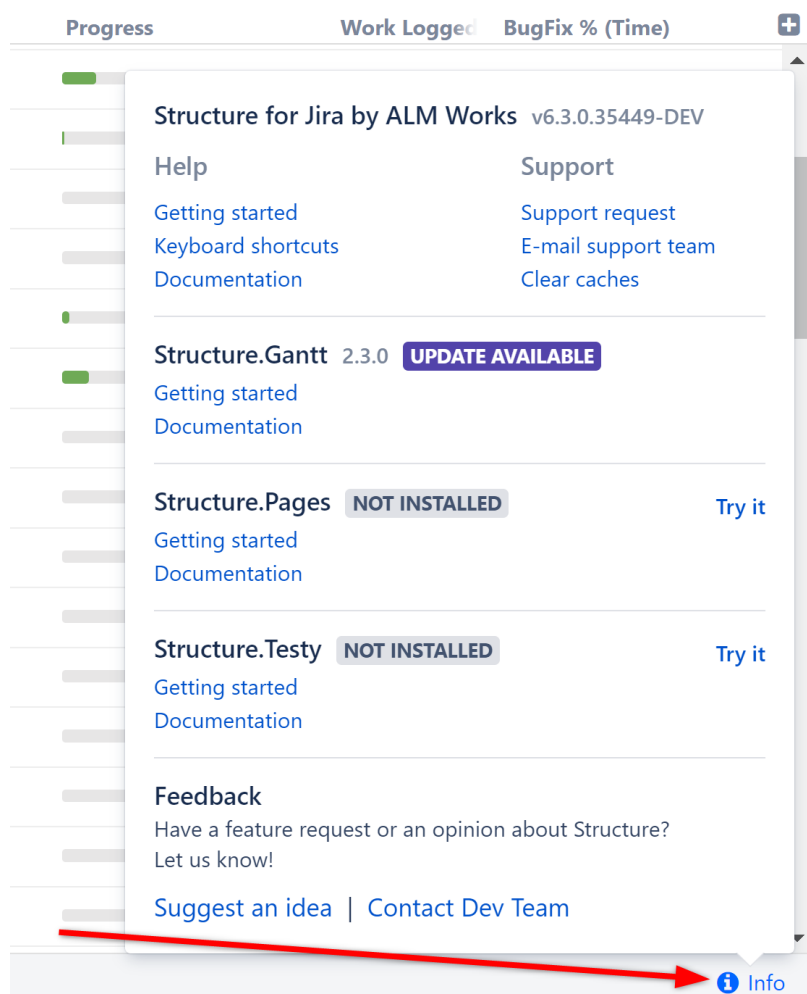 Progress Work Logged BugFix % (Time)
Structure for Jira by ALM Works v6.3.0.35449-DEV
Help
Getting started
Keyboard shortcuts
Documentation
Support
Support request
E-mail support team
Clear caches
Structure.Gantt 2.3.0 UPDATE AVAILABLE
Getting started
Documentation
Structure.Pages NOT INSTALLED Try it
Getting started
Documentation
Structure.Testy NOT INSTALLED Try it
Getting started
Documentation
Feedback
Have a feature request or an opinion about Structure?
Let us know!
Suggest an idea | Contact Dev Team
Info